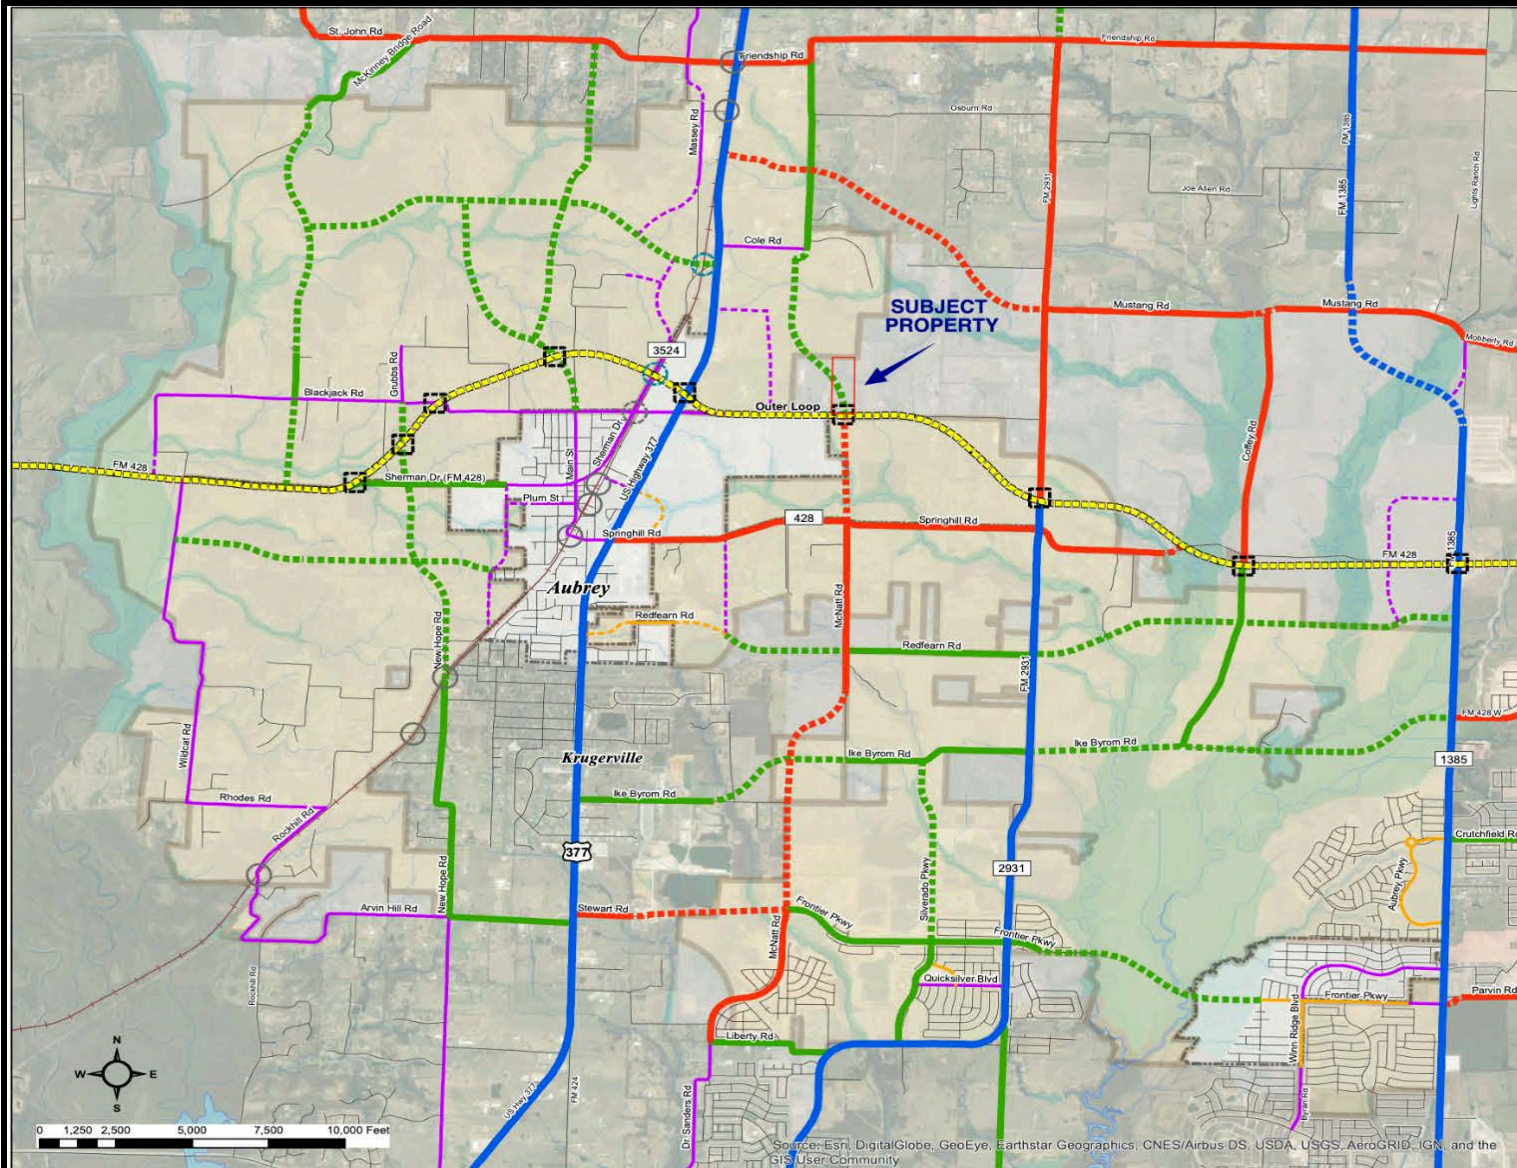 St. John Rd
McKinney Bridge Road
Friendship Rd
Friendship Rd
Massey Rd
Osburn Rd
FM 1385
FM 2931
Joe Allen Rd
FM 1385
Lights Ranch Rd
Cole Rd
SUBJECT
PROPERTY
Mustang Rd
Mustang Rd
Mobberly Rd
3524
Grubbs Rd
Blackjack Rd
Outer Loop
Sherman Dr
Main St
US Highway 377
Coffey Rd
FM 428
Sherman Dr (FM 428)
Plum St
428
Springhill Rd
Springhill Rd
FM 428
1385
Aubrey
McNatt Rd
Redfearn Rd
New Hope Rd
Redfearn Rd
FM 2931
Wildcat Rd
FM 428 W
Ike Byrom Rd
Ike Byrom Rd
Krugerville
1385
Ike Byrom Rd
Rhodes Rd
Rockhill Rd
377
2931
Crutchfield Rd
New Hope Rd
Silverado Pkwy
Aubrey Pkwy
Arvin Hill Rd
Stewart Rd
Frontier Pkwy
McNatt Rd
Frontier Pkwy
Rockhill Rd
Quicksilver Blvd
Winn Ridge Blvd
Frontier Pkwy
Parvin Rd
Liberty Rd
N
W E
S
US Hwy 377
FM 424
Dr Sanders Rd
Byran Rd
0 1,250 2,500 5,000 7,500 10,000 Feet
Source: Esri, DigitalGlobe, GeoEye, Earthstar Geographics, CNES/Airbus DS, USDA, USGS, AeroGRID, IGN, and the
GIS User Community